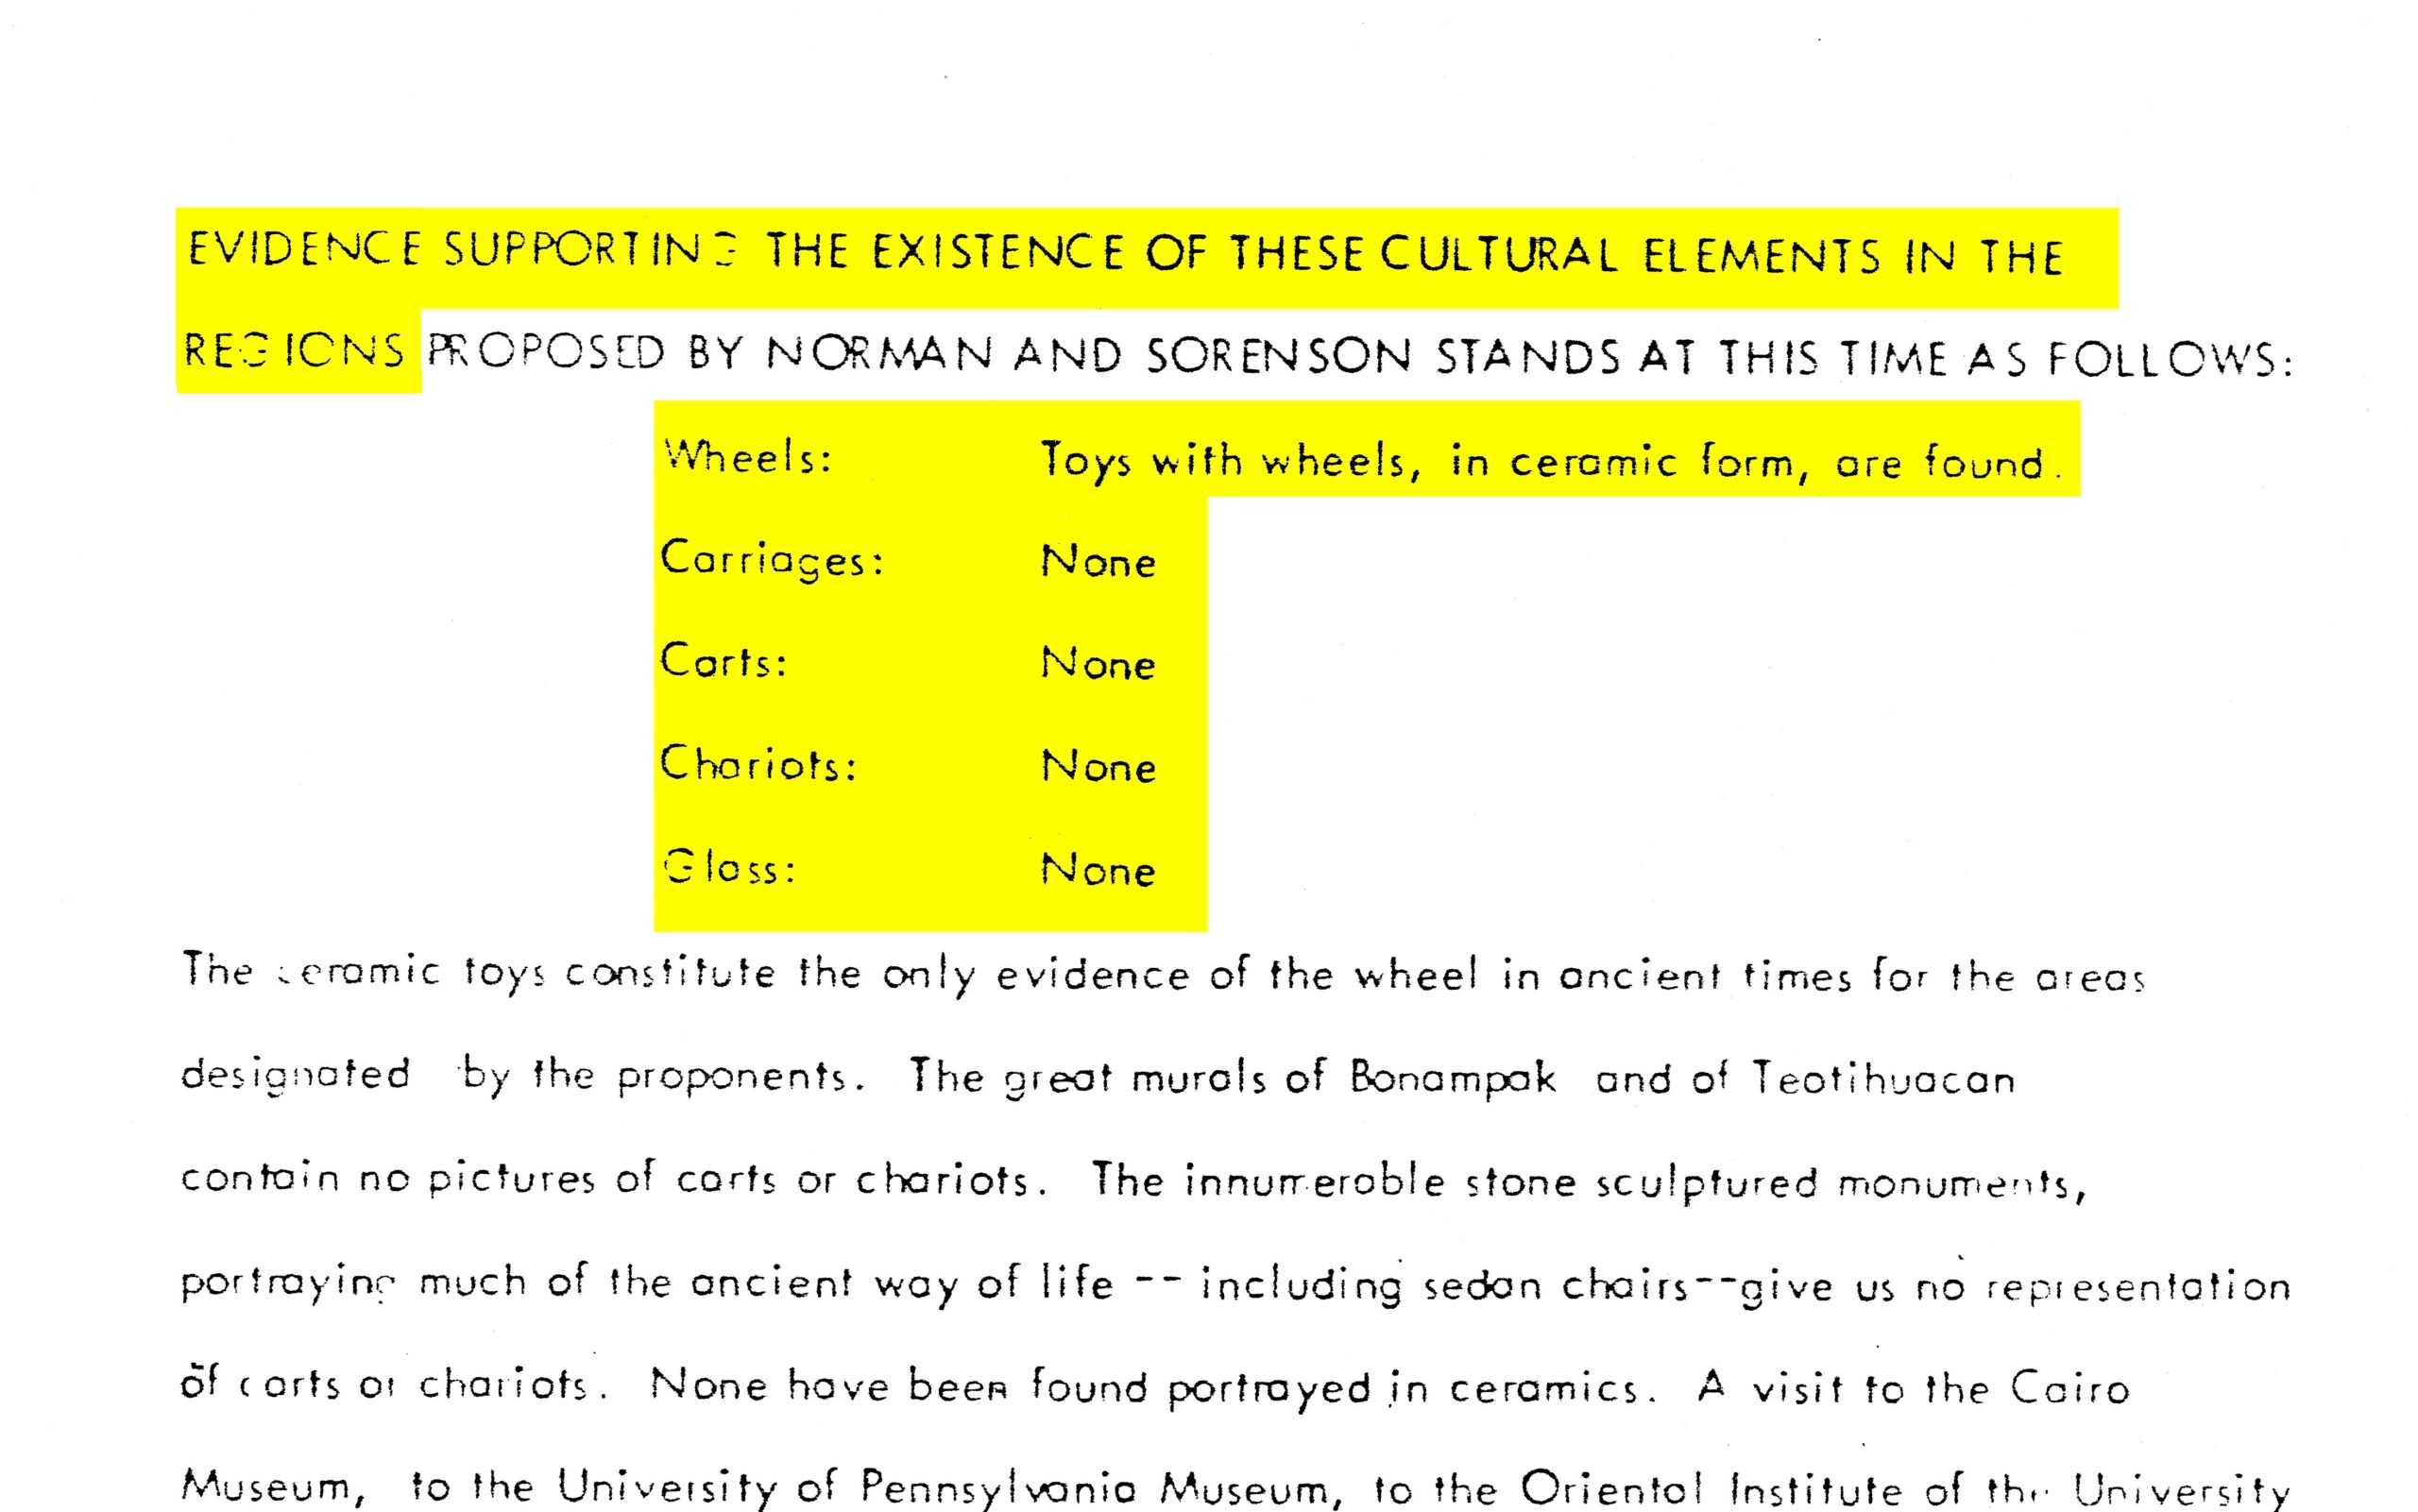 EVIDENCE SUPPORTING THE EXISTENCE OF THESE CULTURAL ELEMENTS IN THE
REGIONS PROPOSED BY NORMAN AND SORENSON STANDS AT THIS TIME AS FOLLOWS:
Wheels: Toys with wheels, in ceramic form, are found.
Carriages: None
Carts: None
Chariots: None
Glass: None
The ceramic toys constitute the only evidence of the wheel in ancient times for the areas
designated by the proponents. The great murals of Bonampak and of Teotihuacan
contain no pictures of carts or chariots. The innumerable stone sculptured monuments,
portraying much of the ancient way of life -- including sedan chairs--give us no representation
of carts or chariots. None have been found portrayed in ceramics. A visit to the Cairo
Museum, to the University of Pennsylvania Museum, to the Oriental Institute of the University